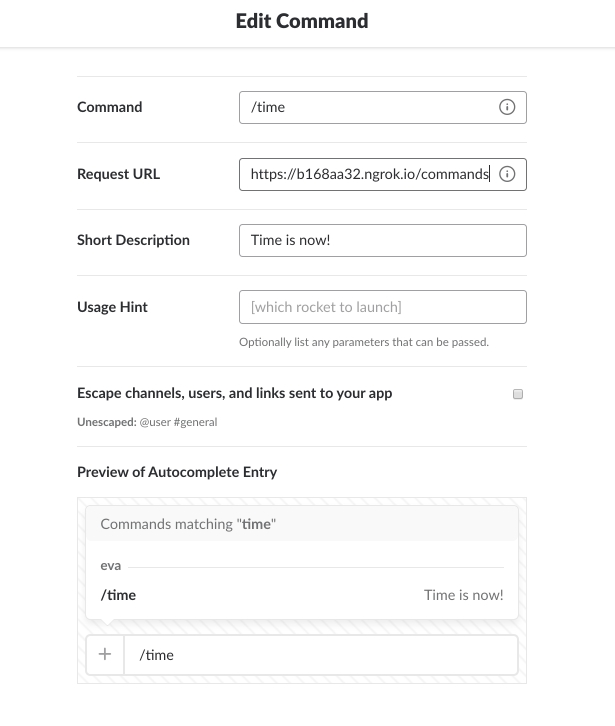 Edit Command
Command
/time
Request URL
https://b168aa32.ngrok.io/commands
Short Description
Time is now!
Usage Hint
[which rocket to launch]
Optionally list any parameters that can be passed.
Escape channels, users, and links sent to your app
Unescaped: @user #general
Preview of Autocomplete Entry
Commands matching "time"
eva
/time Time is now!
+ /time